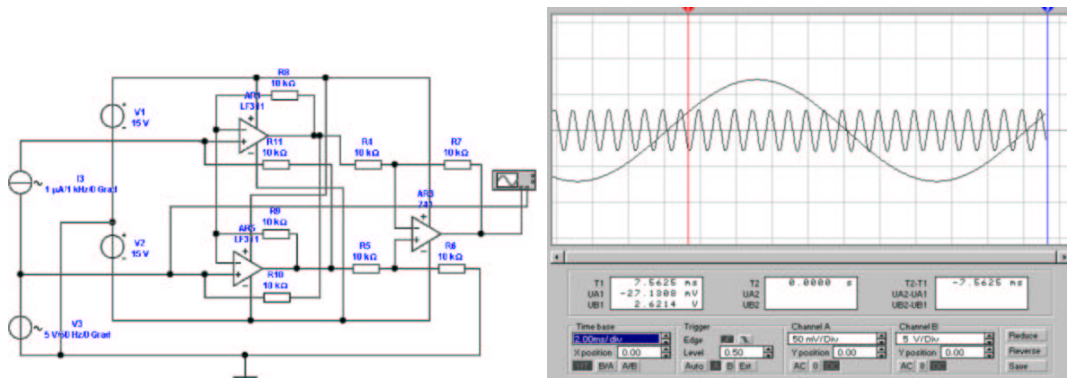 R8
10 kΩ
V1
15 V
R11
10 kΩ
R4
10 kΩ
R7
10 kΩ
I3
1 µA/1 kHz/0 Grad
AR3
741
R9
10 kΩ
AR5
V2
15 V
R5
10 kΩ
R6
10 kΩ
R10
10 kΩ
V3
5 V/50 Hz/0 Grad
T1 7.5625 ms
UA1 -27.1308 mV
UB1 2.6214 V
T2 0.0000 s
UA2
UB2
T2-T1 -7.5625 ms
UA2-UA1
UB2-UB1
Time base
2.00ms/div
X position 0.00
B/A A/B
Trigger
Edge
Level 0.50
Auto A B Ext
Channel A
50 mV/Div
Y position 0.00
AC 0 DC
Channel B
5 V/Div
Y position 0.00
AC 0 DC
Reduce
Reverse
Save